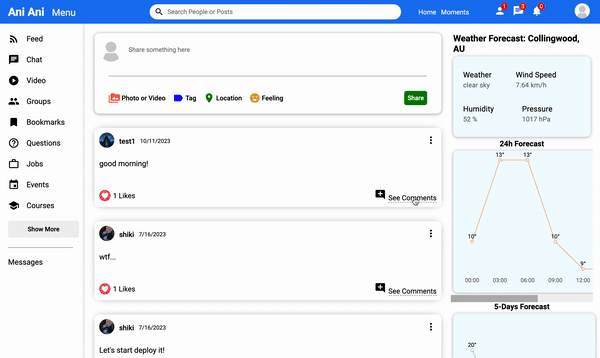 Ani Ani Menu
Search People or Posts
Home Moments
1
3
0
Feed
Chat
Video
Groups
Bookmarks
Questions
Jobs
Events
Courses
Show More
Messages
Share something here
Photo or Video Tag Location Feeling
Share
test1 10/11/2023
good morning!
1 Likes
See Comments
shiki 7/16/2023
wtf...
1 Likes
See Comments
shiki 7/16/2023
Let's start deploy it!
Weather Forecast: Collingwood,
AU
Weather Wind Speed
clear sky 7.64 km/h
Humidity Pressure
52 % 1017 hPa
24h Forecast
13° 13°
10° 10°
9°
00:00 03:00 06:00 09:00 12:00
5-Days Forecast
20°